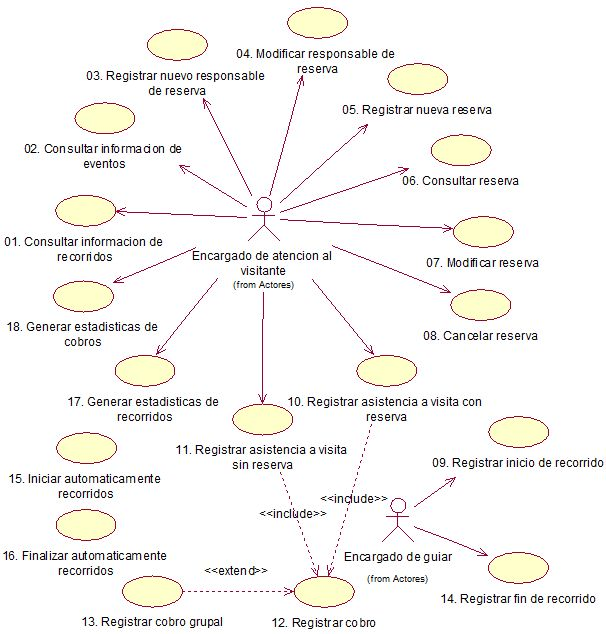 04. Modificar responsable de
reserva
03. Registrar nuevo responsable
de reserva
05. Registrar nueva reserva
02. Consultar informacion de
eventos
06. Consultar reserva
01. Consultar informacion de
recorridos
Encargado de atencion al
visitante
(from Actores)
07. Modificar reserva
18. Generar estadisticas de
cobros
08. Cancelar reserva
17. Generar estadisticas de
recorridos
10. Registrar asistencia a visita con
reserva
11. Registrar asistencia a visita
sin reserva
09. Registrar inicio de recorrido
15. Iniciar automaticamente
recorridos
<<include>>
<<include>>
16. Finalizar automaticamente
recorridos
Encargado de guiar
(from Actores)
<<extend>>
14. Registrar fin de recorrido
13. Registrar cobro grupal
12. Registrar cobro